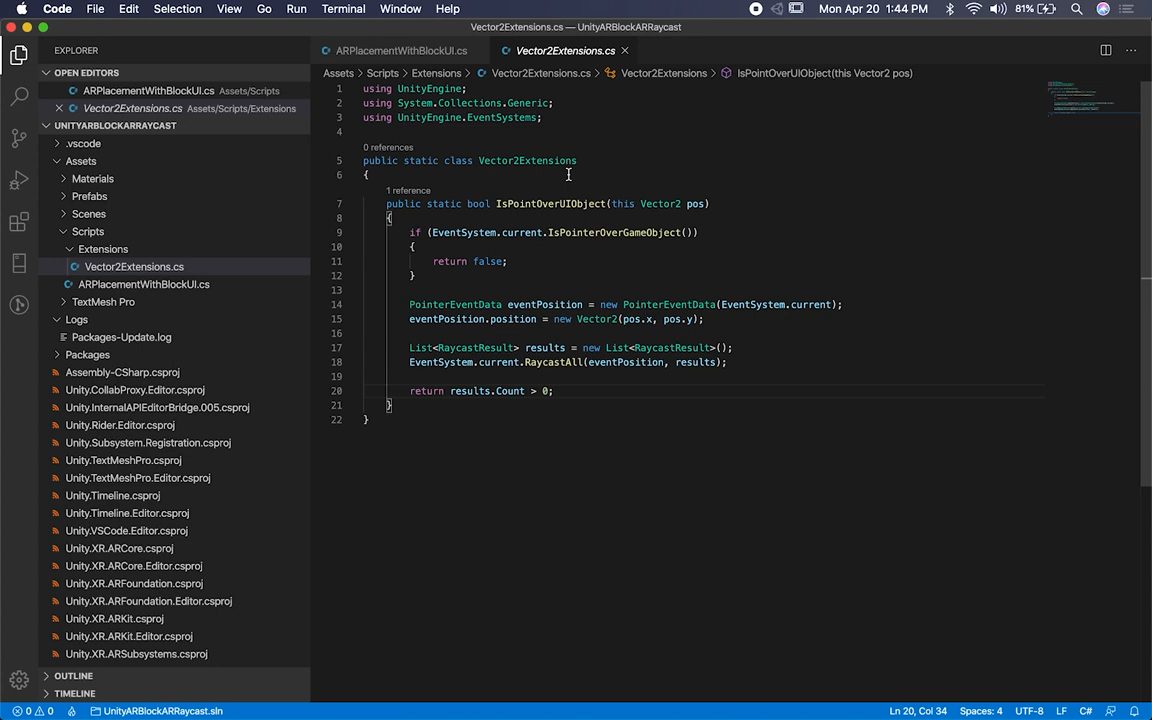 Code File Edit Selection View Go Run Terminal Window Help Mon Apr 20 1:44 PM 81%
Vector2Extensions.cs — UnityARBlockARRaycast
EXPLORER
OPEN EDITORS
ARPlacementWithBlockUI.cs Assets/Scripts
Vector2Extensions.cs Assets/Scripts/Extensions
UNITYARBLOCKARRAYCAST
.vscode
Assets
Materials
Prefabs
Scenes
Scripts
Extensions
Vector2Extensions.cs
ARPlacementWithBlockUI.cs
TextMesh Pro
Logs
Packages-Update.log
Packages
Assembly-CSharp.csproj
Unity.CollabProxy.Editor.csproj
Unity.InternalAPIEditorBridge.005.csproj
Unity.Rider.Editor.csproj
Unity.Subsystem.Registration.csproj
Unity.TextMeshPro.csproj
Unity.TextMeshPro.Editor.csproj
Unity.Timeline.csproj
Unity.Timeline.Editor.csproj
Unity.VSCode.Editor.csproj
Unity.XR.ARCore.csproj
Unity.XR.ARCore.Editor.csproj
Unity.XR.ARFoundation.csproj
Unity.XR.ARFoundation.Editor.csproj
Unity.XR.ARKit.csproj
Unity.XR.ARKit.Editor.csproj
Unity.XR.ARSubsystems.csproj
OUTLINE
TIMELINE
ARPlacementWithBlockUI.cs Vector2Extensions.cs
Assets > Scripts > Extensions > Vector2Extensions.cs > Vector2Extensions > IsPointOverUIObject(this Vector2 pos)
1 using UnityEngine;
2 using System.Collections.Generic;
3 using UnityEngine.EventSystems;
4
0 references
5 public static class Vector2Extensions
6 {
1 reference
7 public static bool IsPointOverUIObject(this Vector2 pos)
8 {
9 if (EventSystem.current.IsPointerOverGameObject())
10 {
11 return false;
12 }
13
14 PointerEventData eventPosition = new PointerEventData(EventSystem.current);
15 eventPosition.position = new Vector2(pos.x, pos.y);
16
17 List<RaycastResult> results = new List<RaycastResult>();
18 EventSystem.current.RaycastAll(eventPosition, results);
19
20 return results.Count > 0;
21 }
22 }
0 0 UnityARBlockARRaycast.sln Ln 20, Col 34 Spaces: 4 UTF-8 LF C#